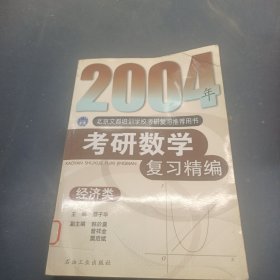 北京文登培训学校考研复习推荐用书
2004年
考研数学
KAOYAN SHUXUE FUXI JINGBIAN
复习精编
经济类
主编
副主编
石油工业出版社